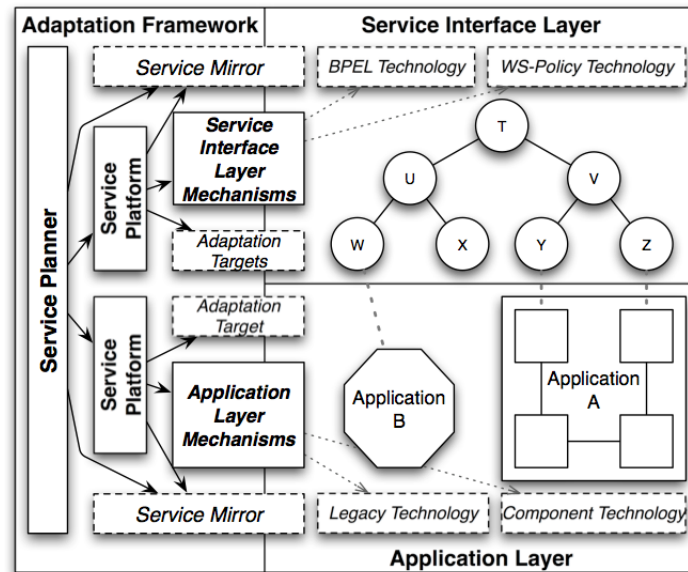 Adaptation Framework
Service Interface Layer
Service Mirror
BPEL Technology
WS-Policy Technology
Service Planner
Service
Platform
Service
Interface
Layer
Mechanisms
Adaptation
Targets
T
U
V
W
X
Y
Z
Service
Platform
Adaptation
Target
Application
Layer
Mechanisms
Application
B
Application
A
Service Mirror
Legacy Technology
Component Technology
Application Layer